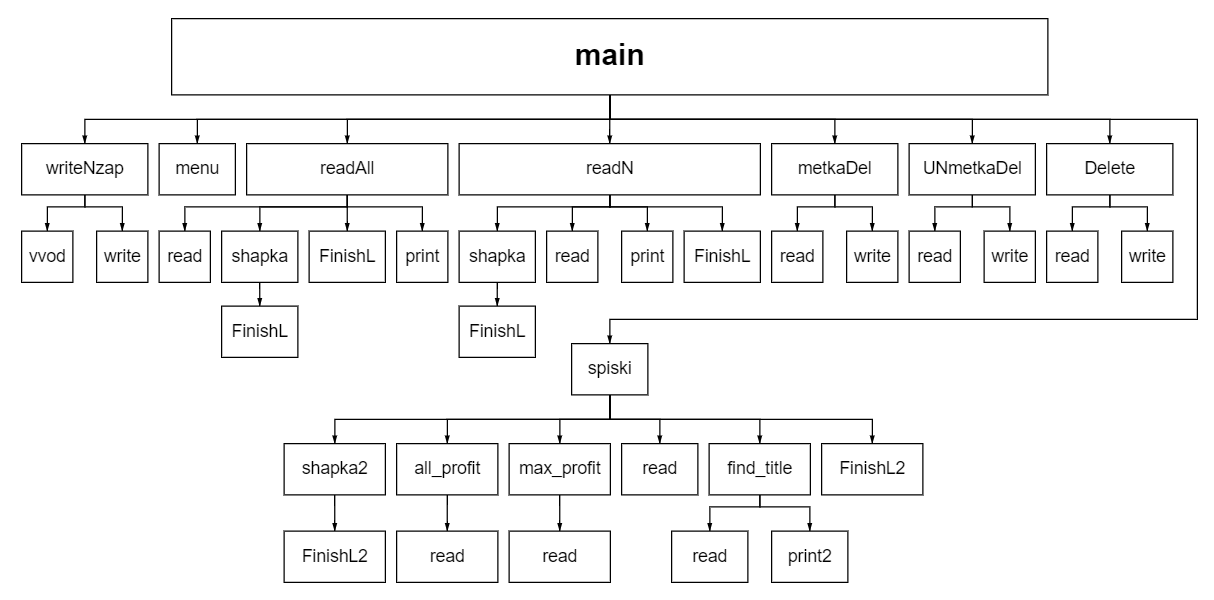 main
writeNzap
menu
readAll
readN
metkaDel
UNmetkaDel
Delete
vvod
write
read
shapka
FinishL
print
shapka
read
print
FinishL
read
write
read
write
read
write
FinishL
FinishL
spiski
shapka2
all_profit
max_profit
read
find_title
FinishL2
FinishL2
read
read
read
print2